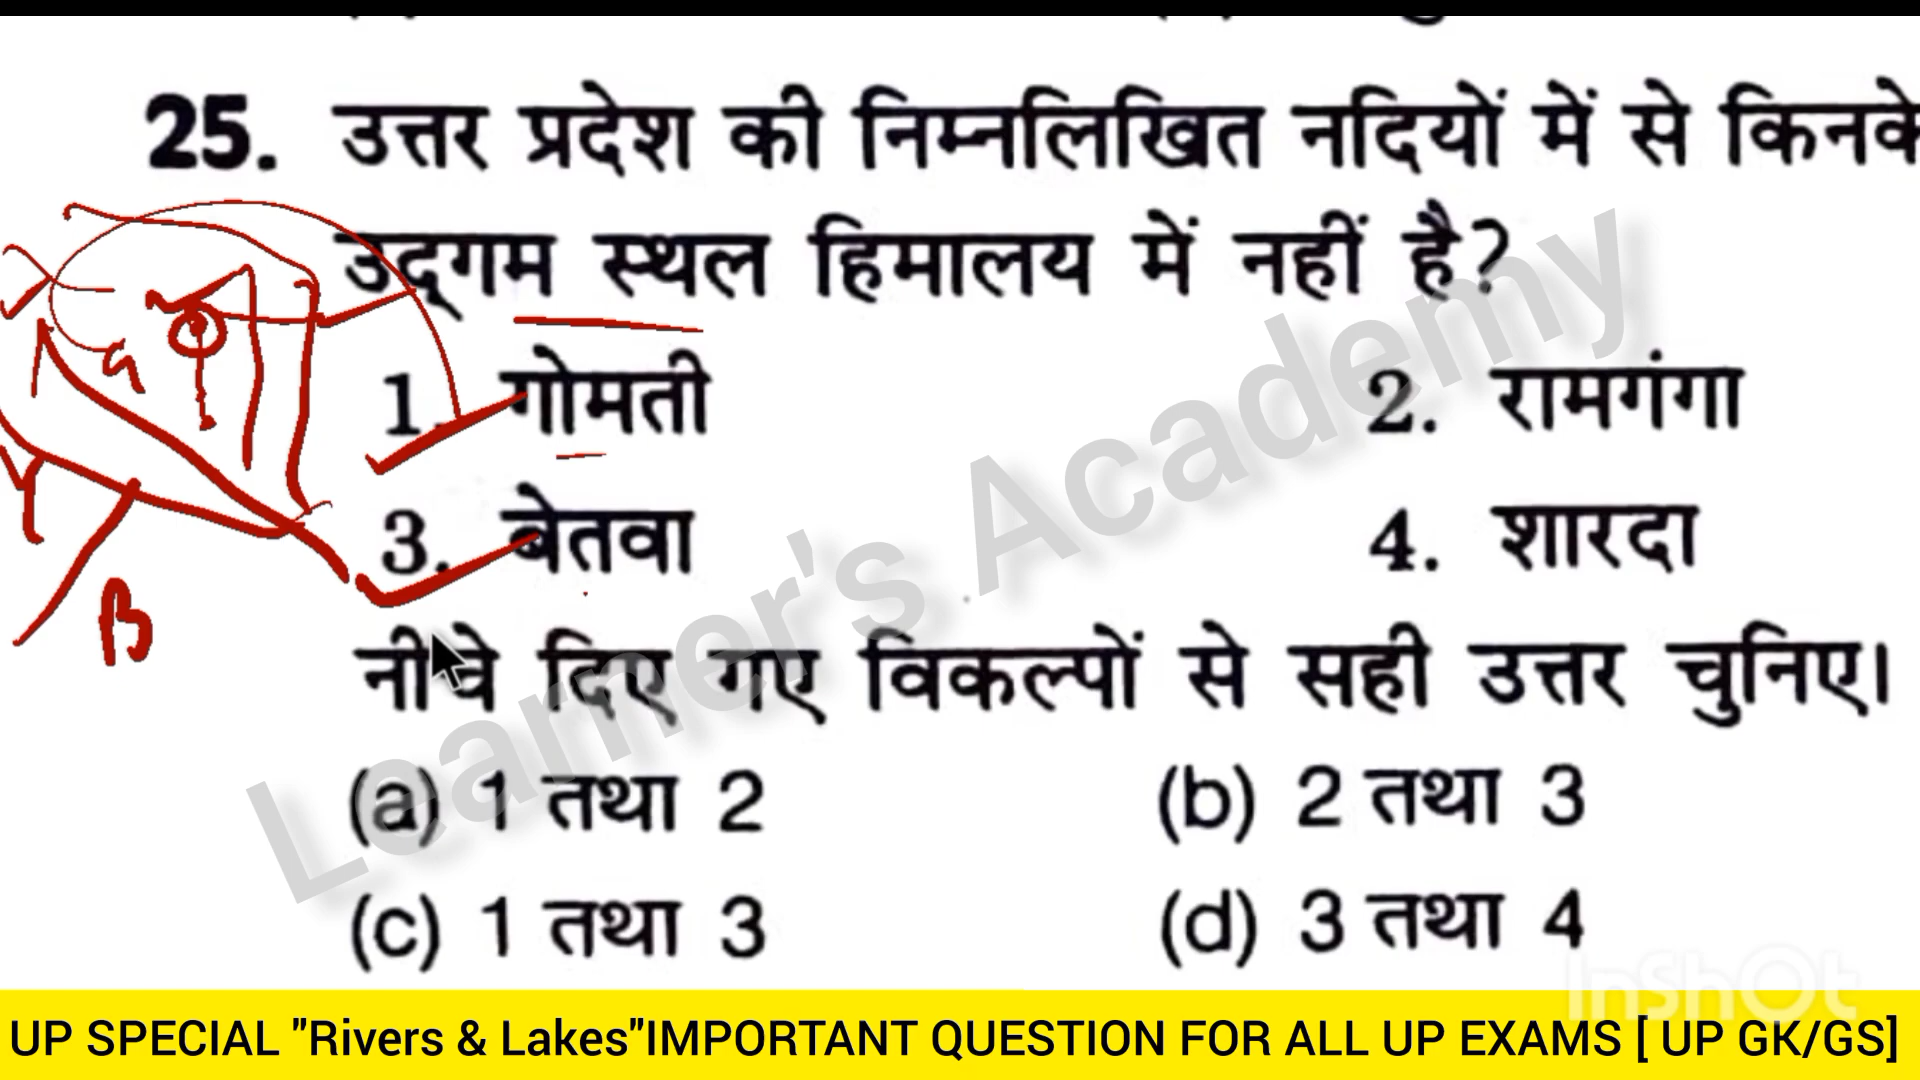 25. उत्तर प्रदेश की निम्नलिखित नदियों में से किनके
उद्गम स्थल हिमालय में नहीं है?
1. गोमती 2. रामगंगा
3. बेतवा 4. शारदा
नीचे दिए गए विकल्पों से सही उत्तर चुनिए।
(a) 1 तथा 2 (b) 2 तथा 3
(c) 1 तथा 3 (d) 3 तथा 4
Learner's Academy
G
B
InShOt
UP SPECIAL "Rivers & Lakes"IMPORTANT QUESTION FOR ALL UP EXAMS [ UP GK/GS]